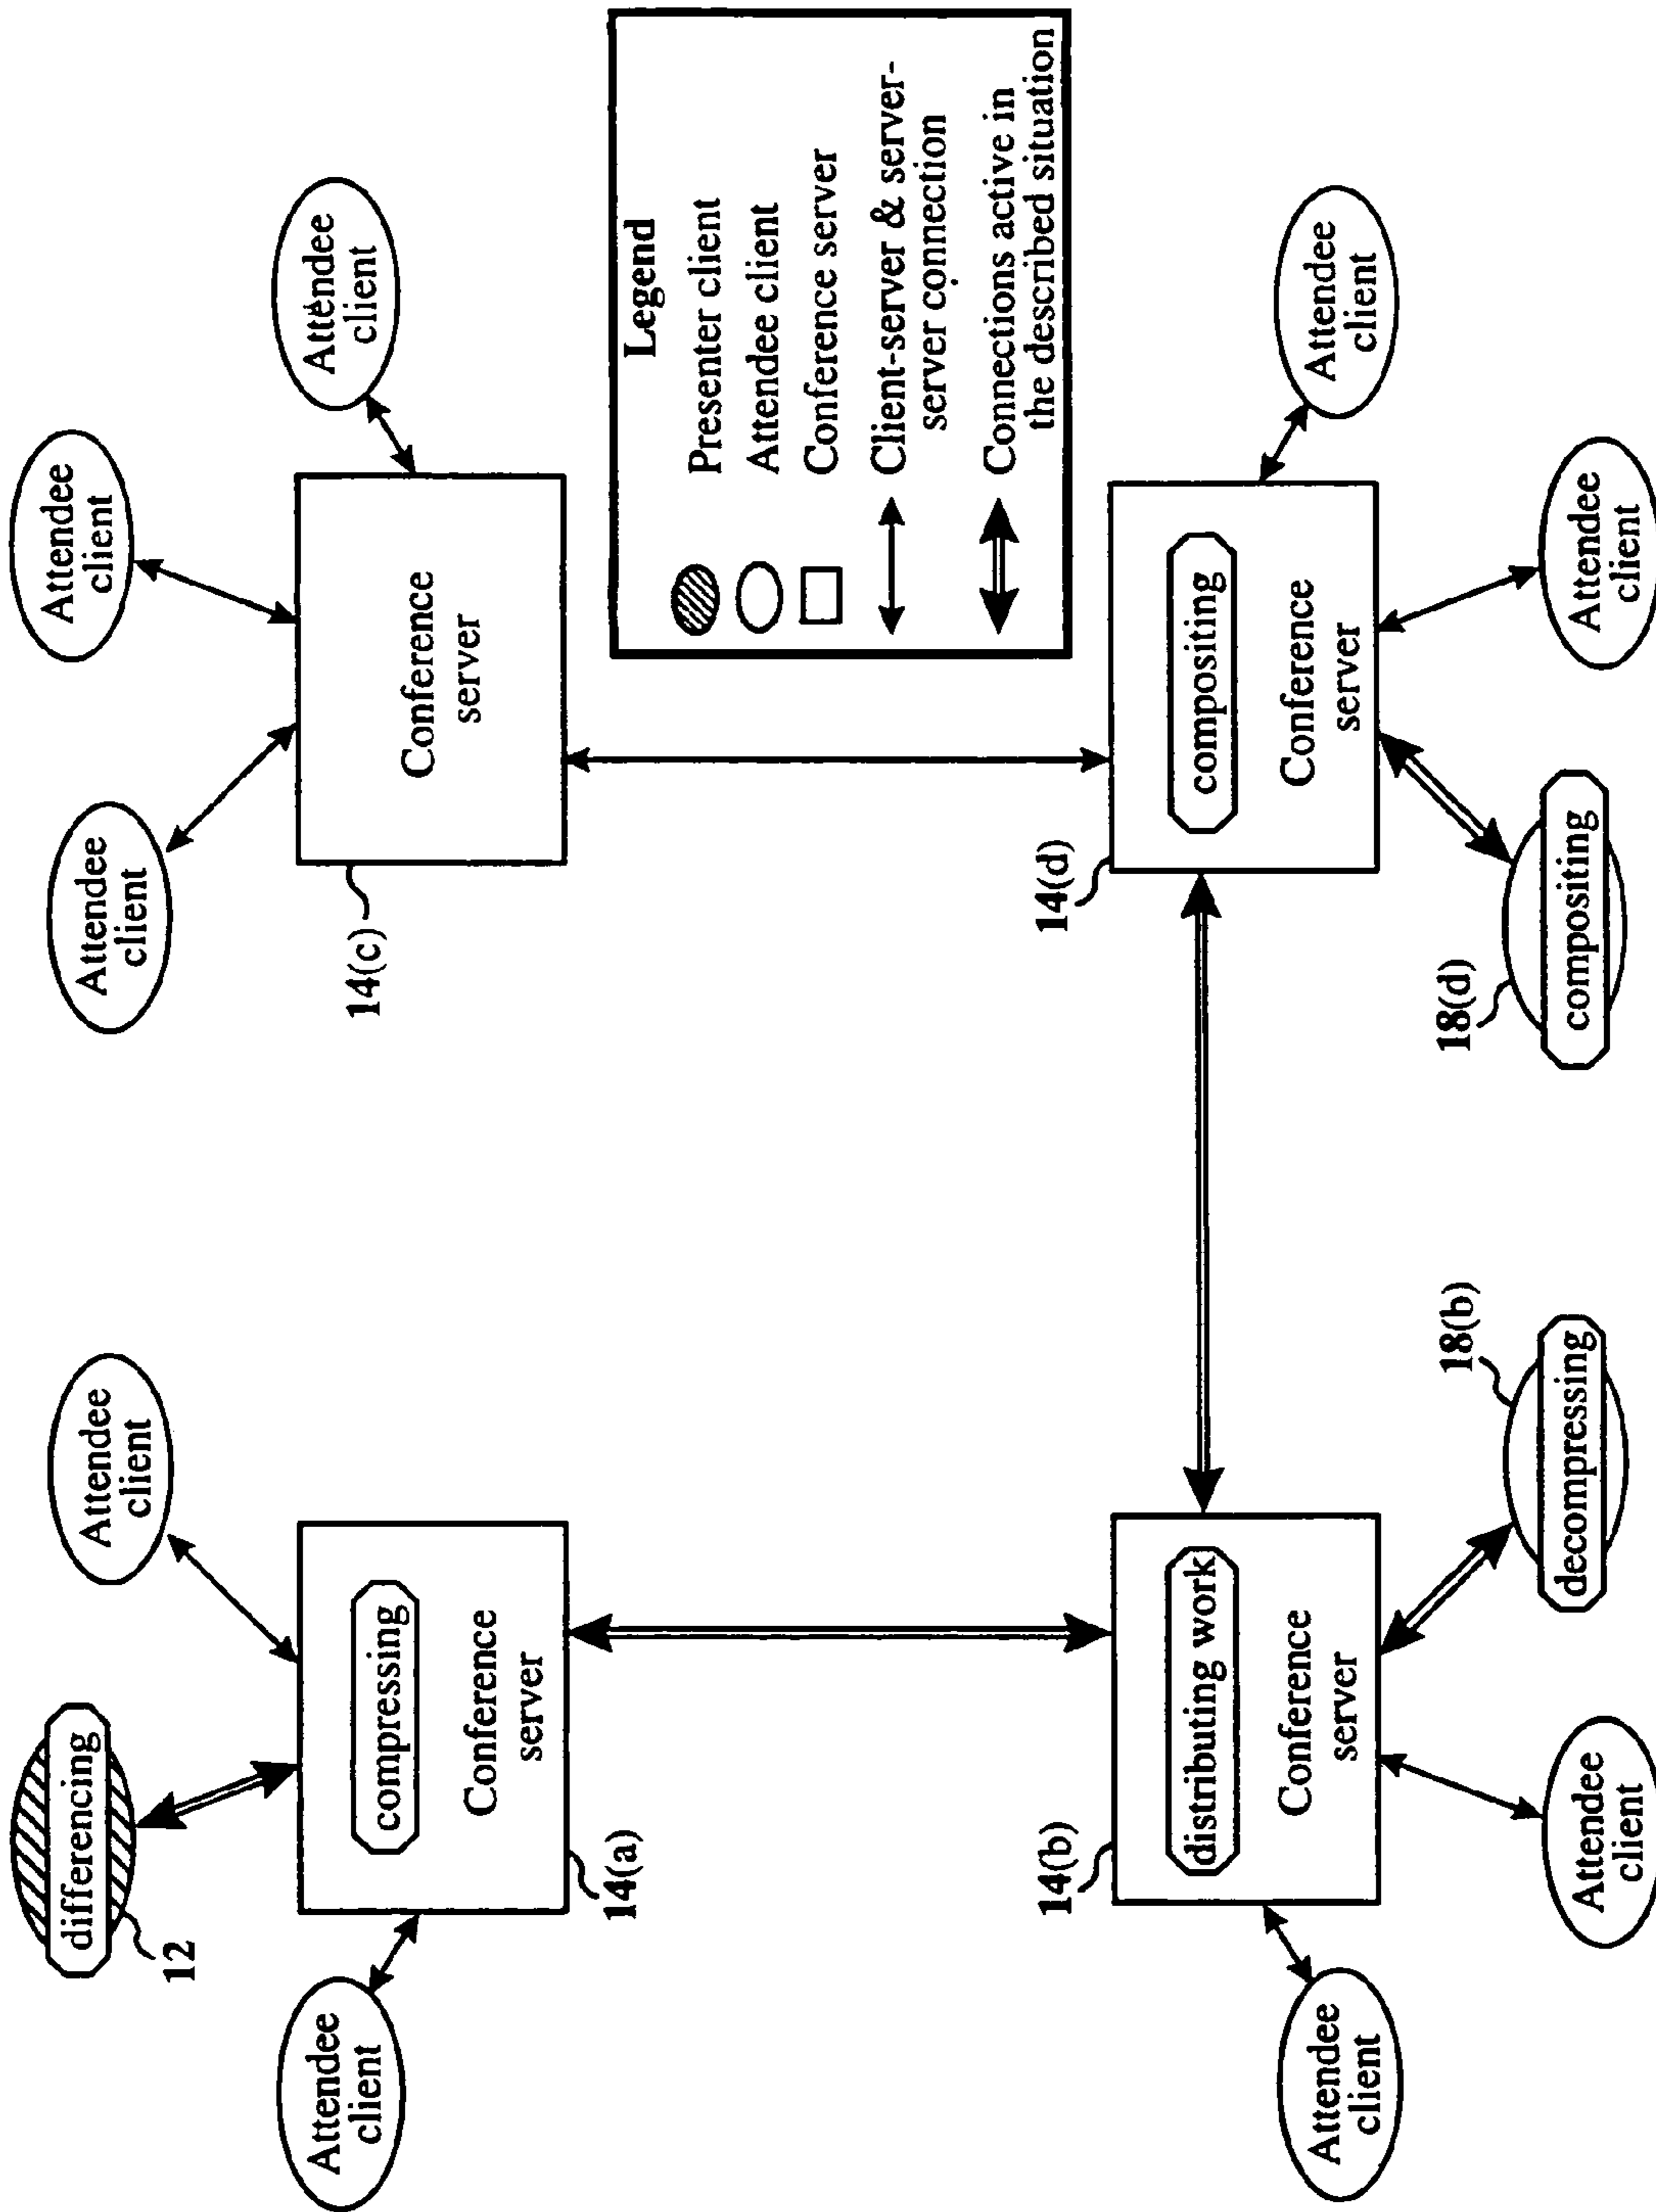 differencing
12
Attendee
client
Attendee
client
compressing
Conference
server
14(a)
Attendee
client
Attendee
client
Attendee
client
Conference
server
14(c)
Legend
Presenter client
Attendee client
Conference server
Client-server & server-
server connection
Connections active in
the described situation
14(b)
distributing work
Conference
server
Attendee
client
Attendee
client
decompressing
18(b)
14(d)
compositing
Conference
server
18(d)
compositing
Attendee
client
Attendee
client